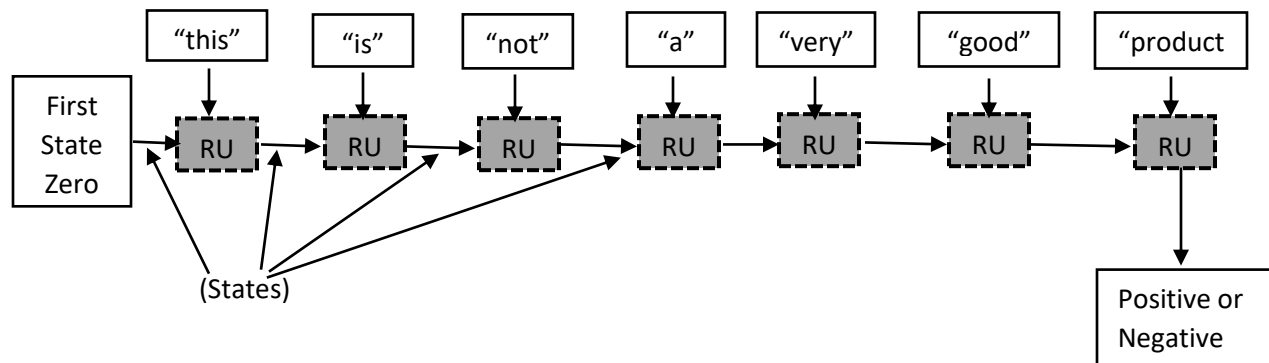 “this”
“is”
“not”
“a”
“very”
“good”
“product
First
State
Zero
RU
RU
RU
RU
RU
RU
RU
(States)
Positive or
Negative